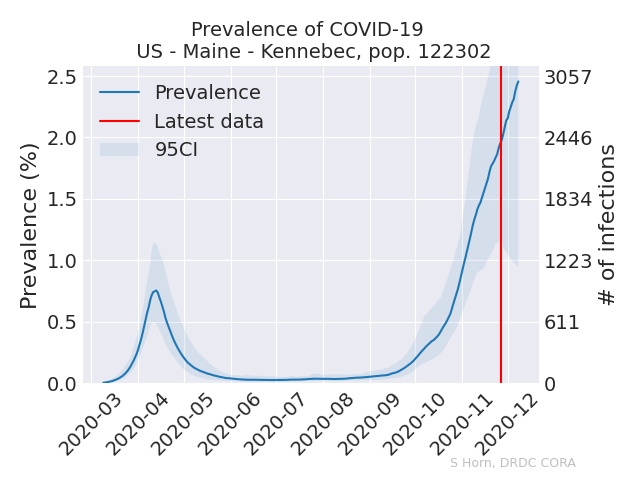 Prevalence of COVID-19
US - Maine - Kennebec, pop. 122302
Prevalence (%)
2.5
2.0
1.5
1.0
0.5
0.0
Prevalence
Latest data
95CI
3057
2446
1834
1223
611
0
# of infections
2020-03
2020-04
2020-05
2020-06
2020-07
2020-08
2020-09
2020-10
2020-11
2020-12
S Horn, DRDC CORA